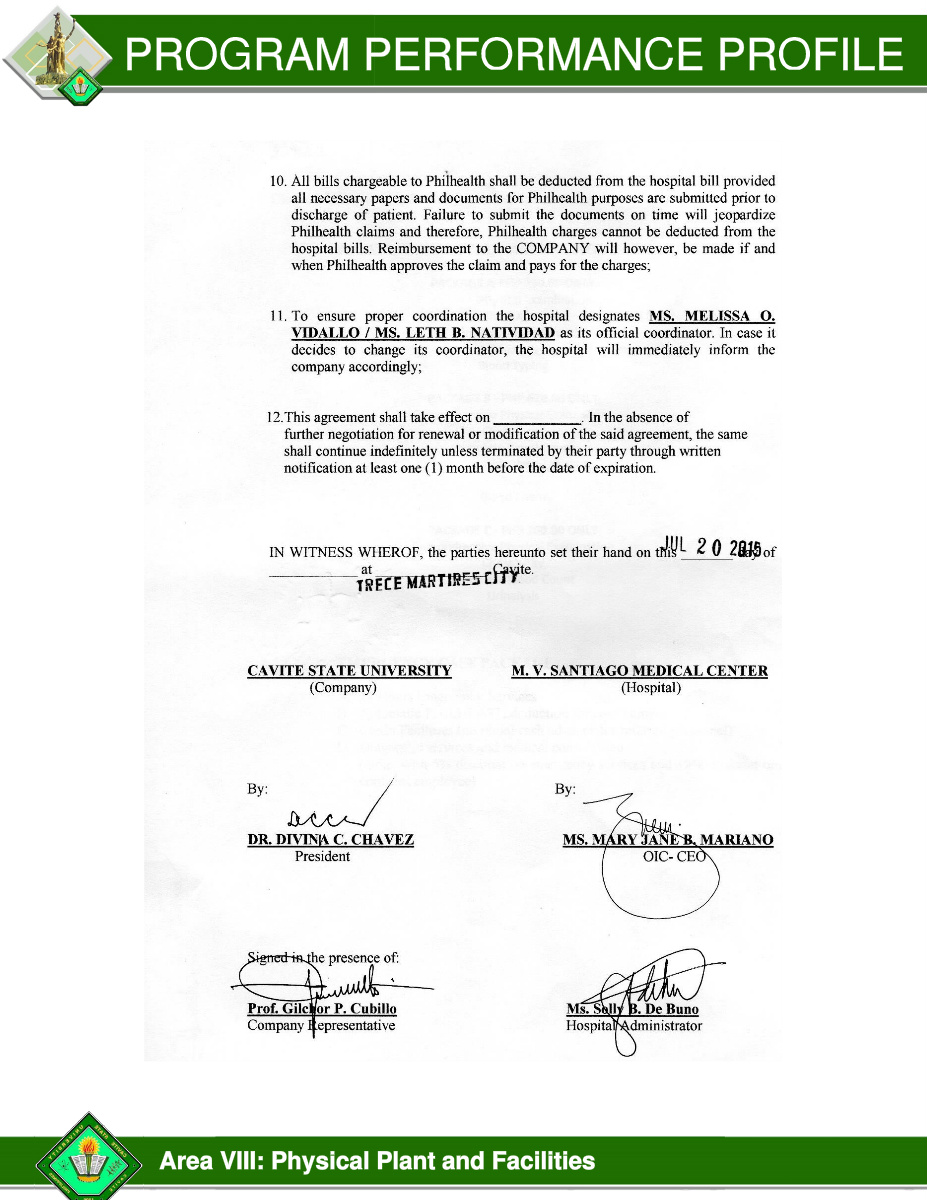 PROGRAM PERFORMANCE PROFILE
10. All bills chargeable to Philhealth shall be deducted from the hospital bill provided
all necessary papers and documents for Philhealth purposes are submitted prior to
discharge of patient. Failure to submit the documents on time will jeopardize
Philhealth claims and therefore, Philhealth charges cannot be deducted from the
hospital bills. Reimbursement to the COMPANY will however, be made if and
when Philhealth approves the claim and pays for the charges;
11. To ensure proper coordination the hospital designates MS. MELISSA O.
VIDALLO / MS. LETH B. NATIVIDAD as its official coordinator. In case it
decides to change its coordinator, the hospital will immediately inform the
company accordingly;
12.This agreement shall take effect on ___________. In the absence of
further negotiation for renewal or modification of the said agreement, the same
shall continue indefinitely unless terminated by their party through written
notification at least one (1) month before the date of expiration.
IN WITNESS WHEROF, the parties hereunto set their hand on this JUL 20 2015 day of
___________ at ______________ Cavite.
TRECE MARTIRES CITY
CAVITE STATE UNIVERSITY M. V. SANTIAGO MEDICAL CENTER
(Company) (Hospital)
By: By:
DR. DIVINA C. CHAVEZ MS. MARY JANE B. MARIANO
President OIC- CEO
Signed in the presence of:
Prof. Gilchor P. Cubillo Ms. Solly B. De Buno
Company Representative Hospital Administrator
Area VIII: Physical Plant and Facilities